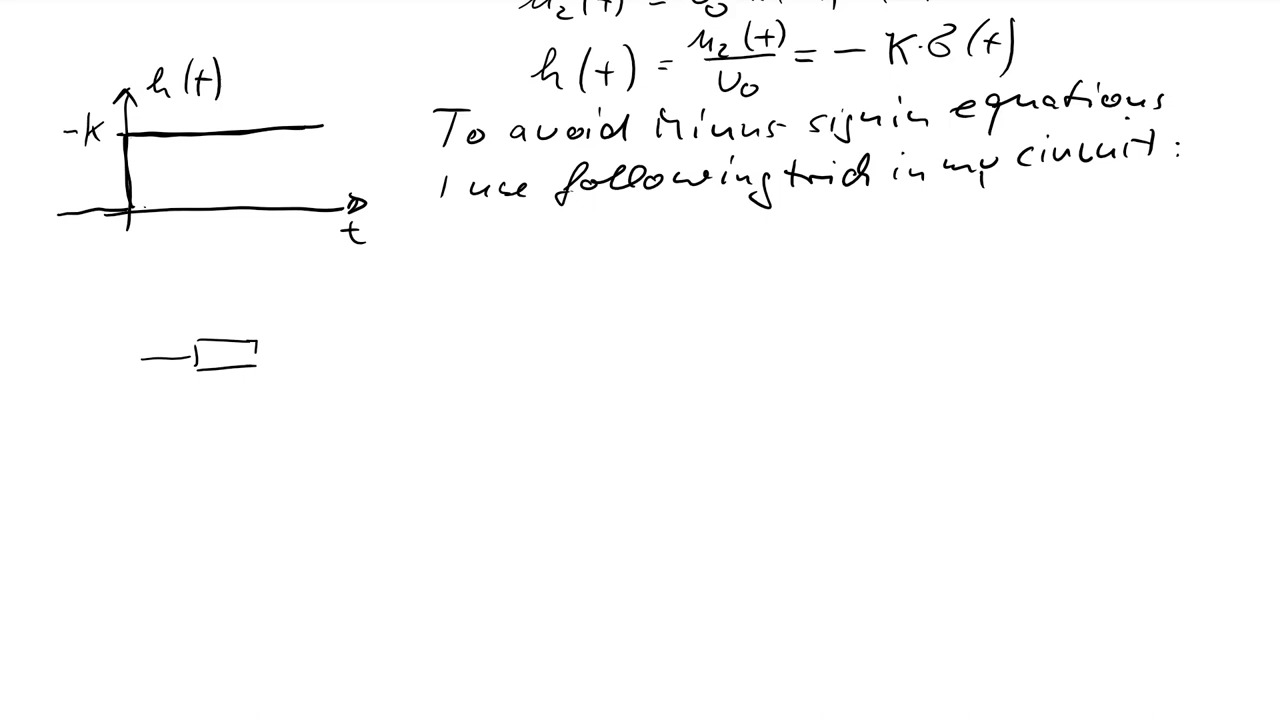 h(t) = u₂(t)/U₀ = - K·σ(t)
h(t)
-K
t
To avoid Minus sign in equations
I use following trick in my circuit: